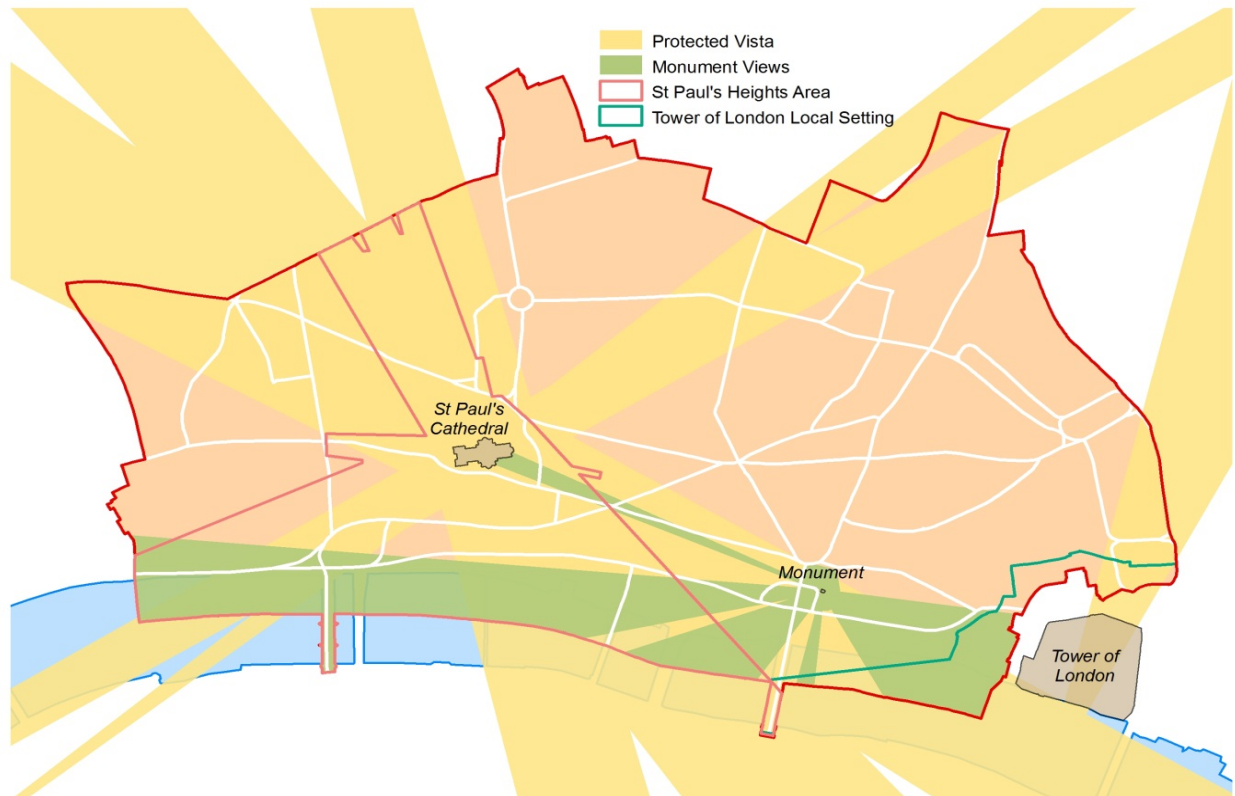 Protected Vista
Monument Views
St Paul's Heights Area
Tower of London Local Setting
St Paul's
Cathedral
Monument
Tower of
London